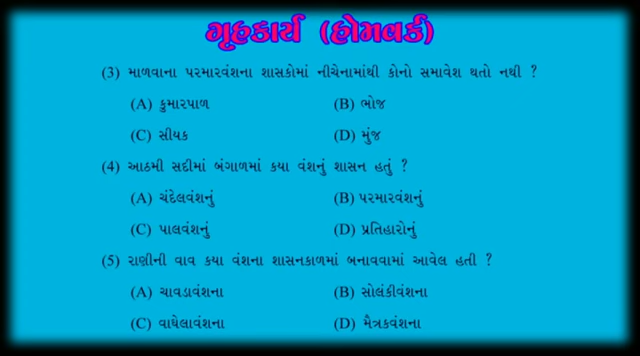 ગૃહકાર્ય (હોમવર્ક)
(3) માળવાના પરમારવંશના શાસકોમાં નીચેનામાંથી કોનો સમાવેશ થતો નથી ?
(A) કુમારપાળ (B) ભોજ
(C) સીયક (D) મુંજ
(4) આઠમી સદીમાં બંગાળમાં કયા વંશનું શાસન હતું ?
(A) ચંદેલવંશનું (B) પરમારવંશનું
(C) પાલવંશનું (D) પ્રતિહારોનું
(5) રાણીની વાવ કયા વંશના શાસનકાળમાં બનાવવામાં આવેલ હતી ?
(A) ચાવડાવંશના (B) સોલંકીવંશના
(C) વાઘેલાવંશના (D) મૈત્રકવંશના